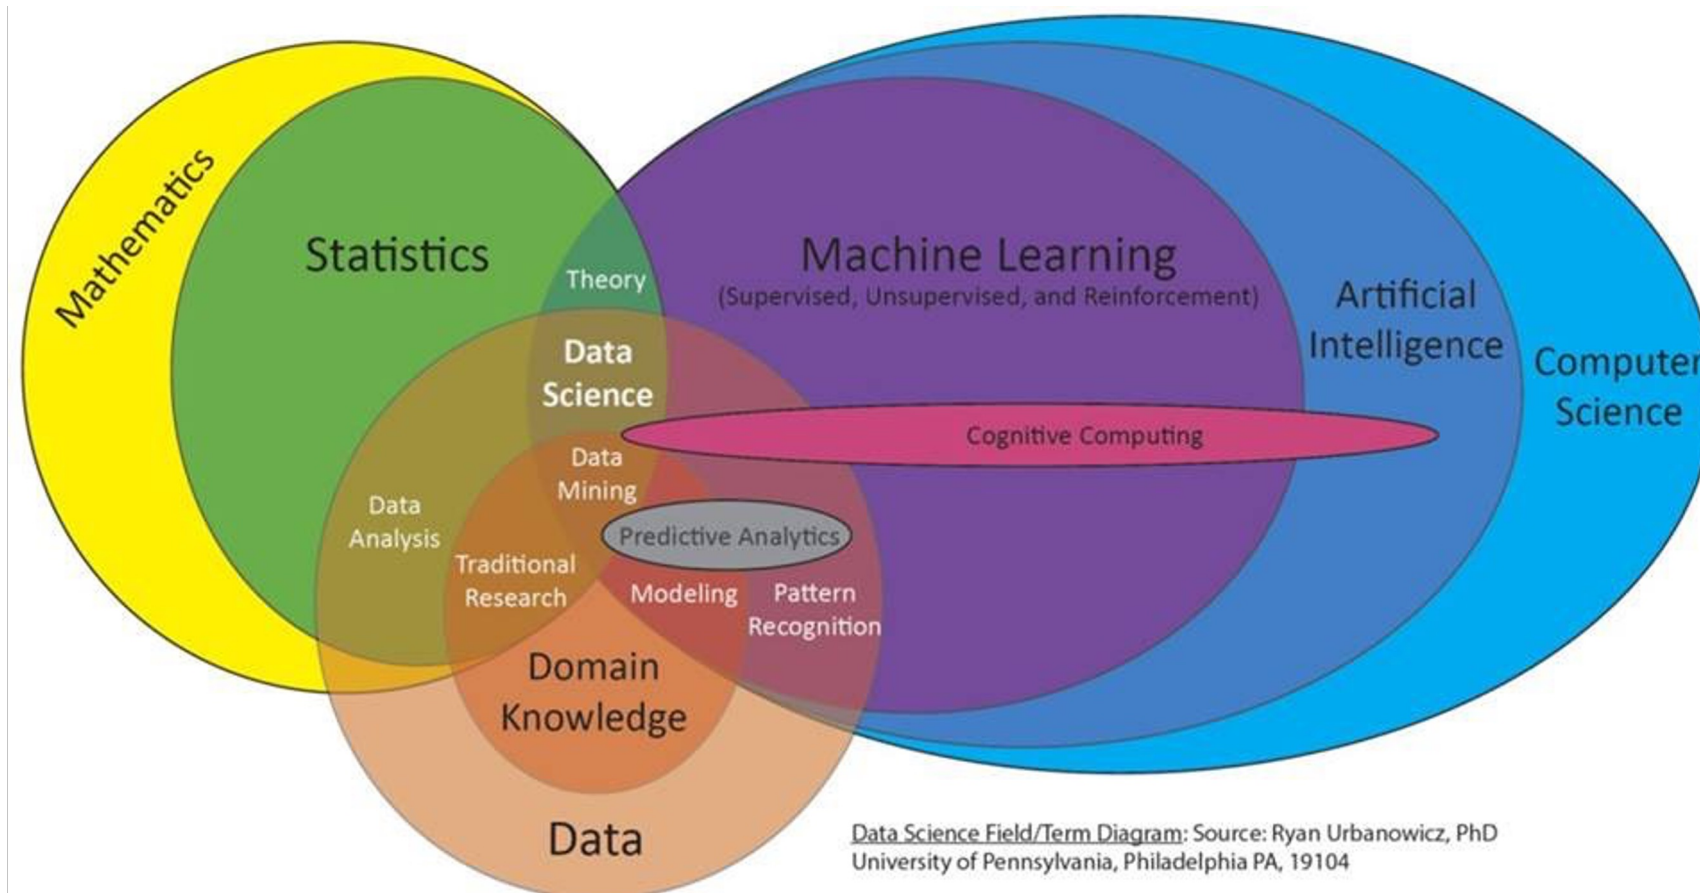 Mathematics
Statistics
Theory
Machine Learning
(Supervised, Unsupervised, and Reinforcement)
Artificial
Intelligence
Computer
Science
Data
Science
Cognitive Computing
Data
Mining
Data
Analysis
Predictive Analytics
Traditional
Research
Modeling
Pattern
Recognition
Domain
Knowledge
Data
Data Science Field/Term Diagram: Source: Ryan Urbanowicz, PhD
University of Pennsylvania, Philadelphia PA, 19104